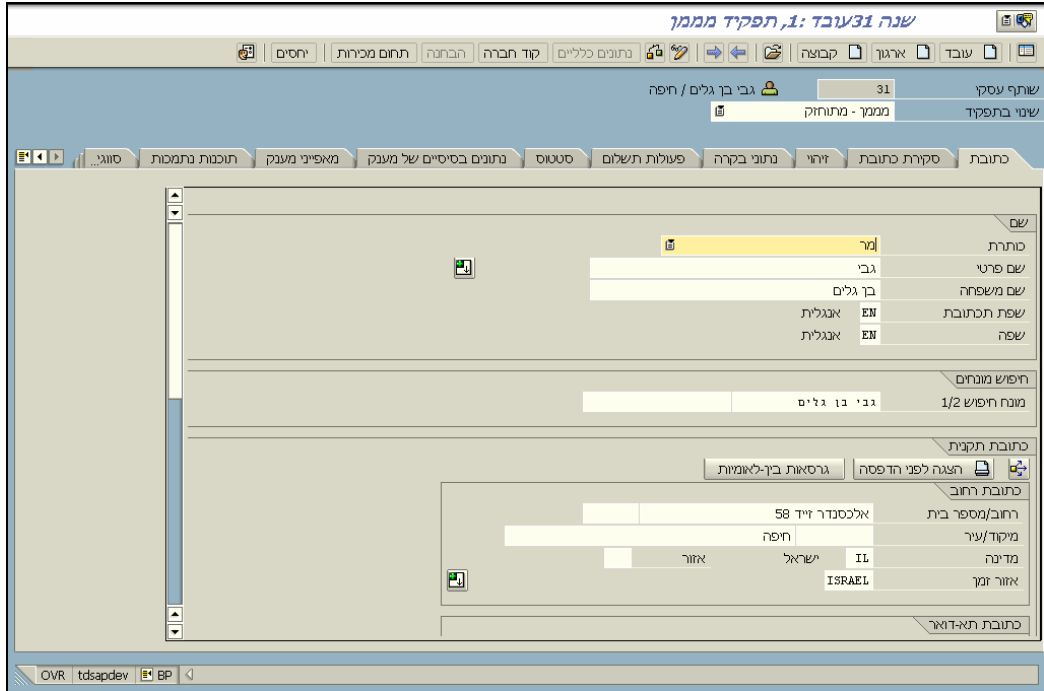 שנה 31עובד :1, תפקיד מממן
עובד ארגון קבוצה נתונים כלליים קוד חברה הבחנה תחום מכירות יחסים
שותף עסקי 31 גבי בן גלים / חיפה
שינוי בתפקיד מממן - מתוחזק
כתובת סקירת כתובת זיהוי נתוני בקרה פעולות תשלום סטטוס נתונים בסיסיים של מענק מאפייני מענק תוכנות נתמכות סווגי...
שם
כותרת מר
שם פרטי גבי
שם משפחה בן גלים
שפת תכתובת EN אנגלית
שפה EN אנגלית
חיפוש מונחים
מונח חיפוש 1/2 גבי בן גלים
כתובת תקנית
הצגה לפני הדפסה גרסאות בין-לאומיות
כתובת רחוב
רחוב/מספר בית אלכסנדר זייד 58
מיקוד/עיר חיפה
מדינה IL ישראל אזור
אזור זמן ISRAEL
כתובת תא-דואר
OVR tdsapdev BP